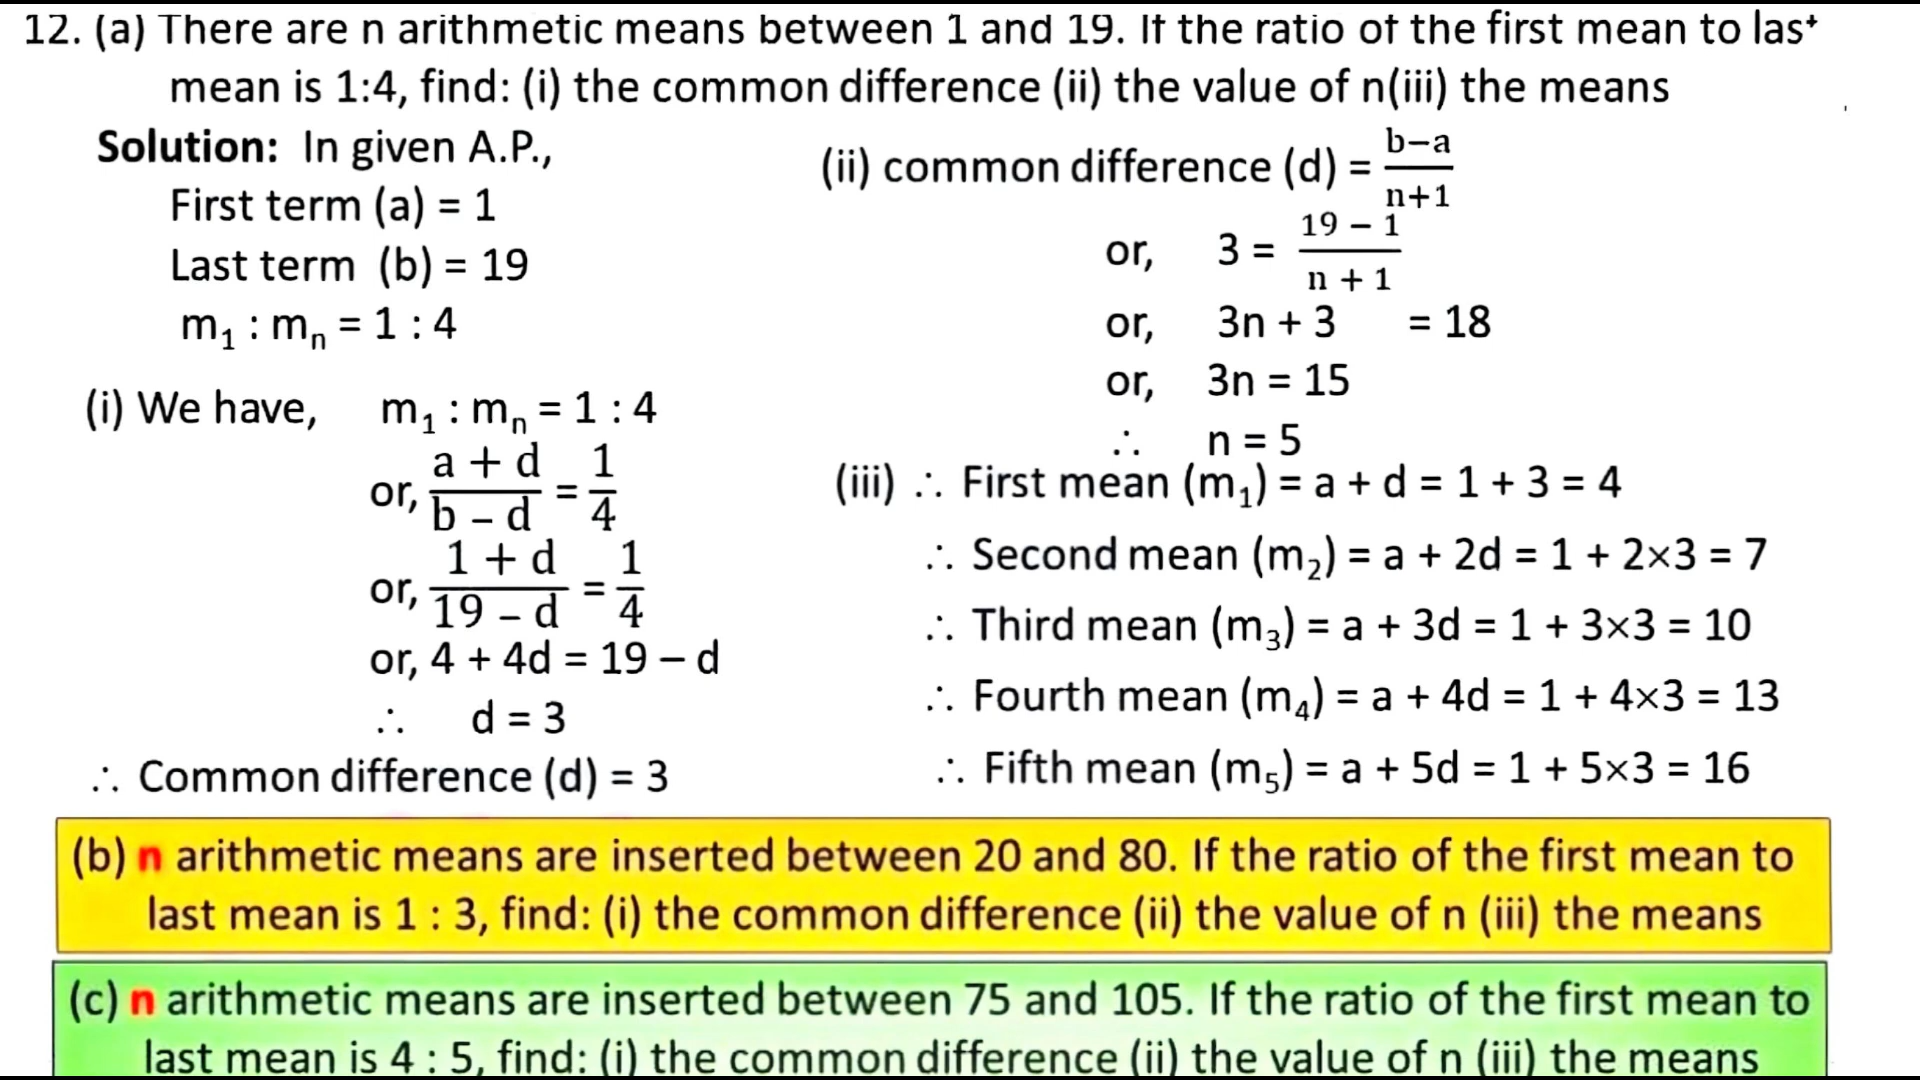 12. (a) There are n arithmetic means between 1 and 19. If the ratio of the first mean to last
mean is 1:4, find: (i) the common difference (ii) the value of n(iii) the means
Solution: In given A.P.,
First term (a) = 1
Last term (b) = 19
m₁ : mₙ = 1 : 4
(i) We have, m₁ : mₙ = 1 : 4
or, (a + d)/(b – d) = 1/4
or, (1 + d)/(19 – d) = 1/4
or, 4 + 4d = 19 – d
∴ d = 3
∴ Common difference (d) = 3
(ii) common difference (d) = (b–a)/(n+1)
or, 3 = (19 – 1)/(n + 1)
or, 3n + 3 = 18
or, 3n = 15
∴ n = 5
(iii) ∴ First mean (m₁) = a + d = 1 + 3 = 4
∴ Second mean (m₂) = a + 2d = 1 + 2×3 = 7
∴ Third mean (m₃) = a + 3d = 1 + 3×3 = 10
∴ Fourth mean (m₄) = a + 4d = 1 + 4×3 = 13
∴ Fifth mean (m₅) = a + 5d = 1 + 5×3 = 16
(b) n arithmetic means are inserted between 20 and 80. If the ratio of the first mean to
last mean is 1 : 3, find: (i) the common difference (ii) the value of n (iii) the means
(c) n arithmetic means are inserted between 75 and 105. If the ratio of the first mean to
last mean is 4 : 5, find: (i) the common difference (ii) the value of n (iii) the means